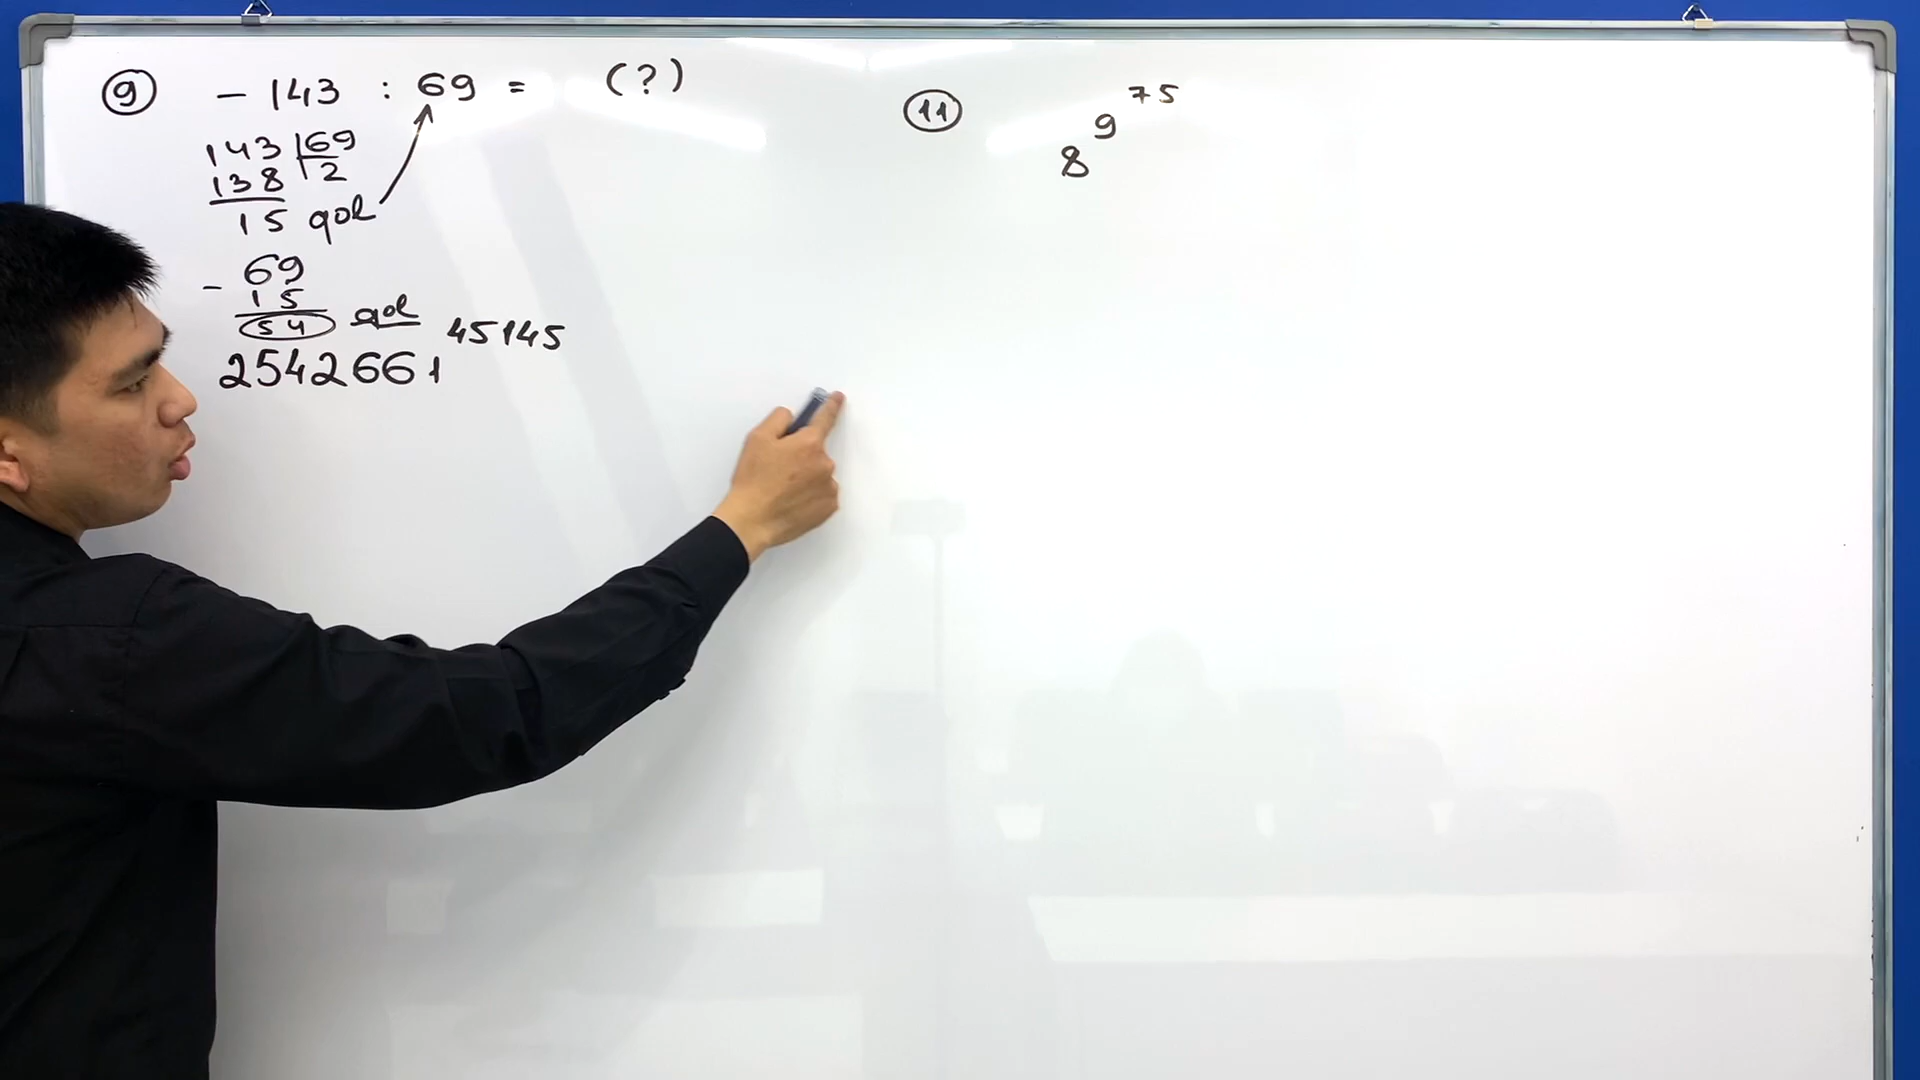 9 - 143 : 69 = (?)
143 69
138 2
15 qol
- 69
15
54 qol
2542661^45145
11 8^9^75